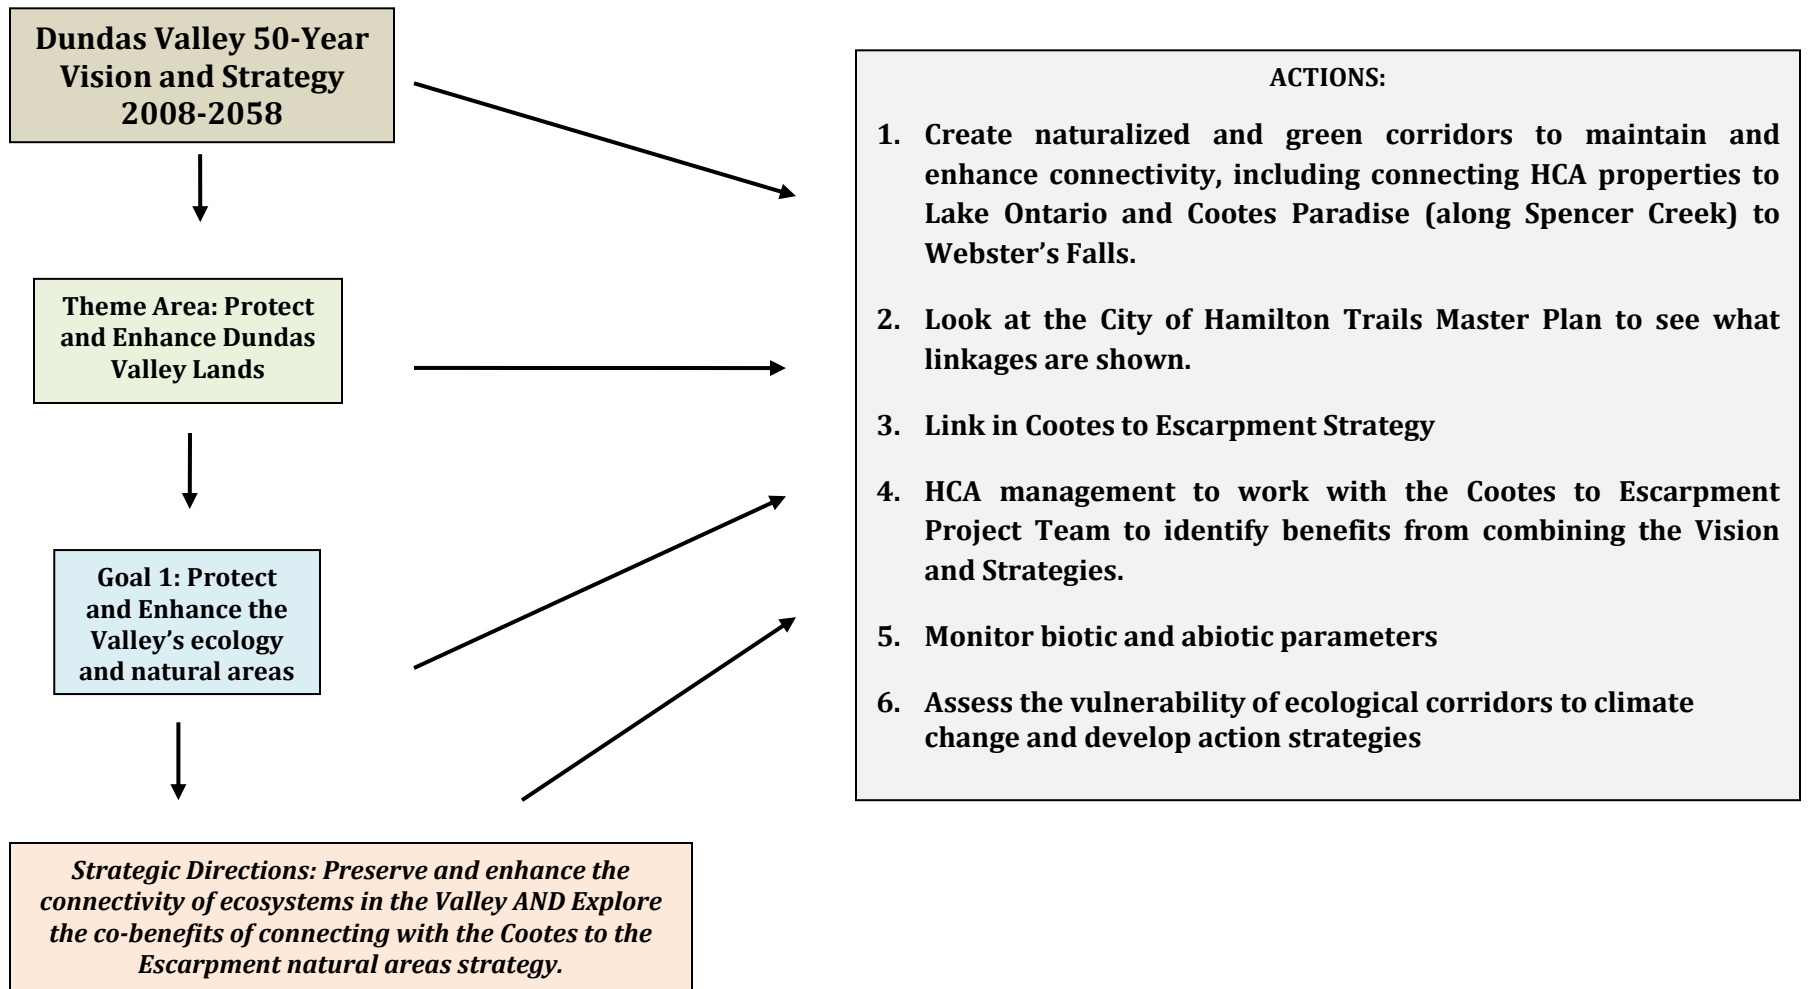 Dundas Valley 50-Year
Vision and Strategy
2008-2058
Theme Area: Protect
and Enhance Dundas
Valley Lands
Goal 1: Protect
and Enhance the
Valley’s ecology
and natural areas
Strategic Directions: Preserve and enhance the
connectivity of ecosystems in the Valley AND Explore
the co-benefits of connecting with the Cootes to the
Escarpment natural areas strategy.
ACTIONS:
1. Create naturalized and green corridors to maintain and
enhance connectivity, including connecting HCA properties to
Lake Ontario and Cootes Paradise (along Spencer Creek) to
Webster’s Falls.
2. Look at the City of Hamilton Trails Master Plan to see what
linkages are shown.
3. Link in Cootes to Escarpment Strategy
4. HCA management to work with the Cootes to Escarpment
Project Team to identify benefits from combining the Vision
and Strategies.
5. Monitor biotic and abiotic parameters
6. Assess the vulnerability of ecological corridors to climate
change and develop action strategies